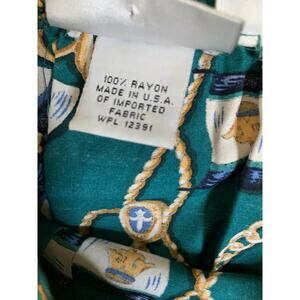 100% RAYON
MADE IN U.S.A.
OF IMPORTED
FABRIC
WPL 12391